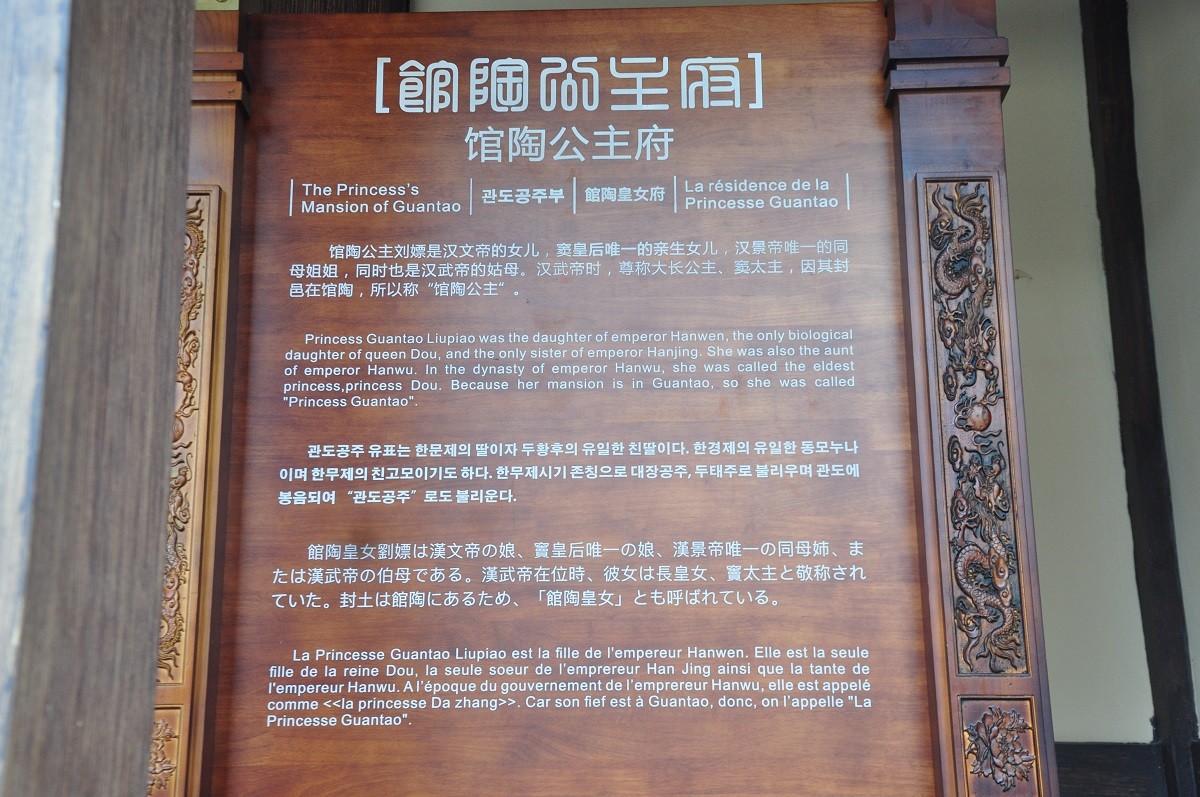 [館陶公主府]
馆陶公主府
The Princess's
Mansion of Guantao
관도공주부
館陶皇女府
La résidence de la
Princesse Guantao
馆陶公主刘嫖是汉文帝的女儿，窦皇后唯一的亲生女儿，汉景帝唯一的同
母姐姐，同时也是汉武帝的姑母。汉武帝时，尊称大长公主、窦太主，因其封
邑在馆陶，所以称“馆陶公主”。
Princess Guantao Liupiao was the daughter of emperor Hanwen, the only biological
daughter of queen Dou, and the only sister of emperor Hanjing. She was also the aunt
of emperor Hanwu. In the dynasty of emperor Hanwu, she was called the eldest
princess,princess Dou. Because her mansion is in Guantao, so she was called
"Princess Guantao".
관도공주 유표는 한문제의 딸이자 두황후의 유일한 친딸이다. 한경제의 유일한 동모누나
이며 한무제의 친고모이기도 하다. 한무제시기 존칭으로 대장공주, 두태주로 불리우며 관도에
봉음되여 “관도공주”로도 불리운다.
館陶皇女劉嫖は漢文帝の娘、竇皇后唯一の娘、漢景帝唯一の同母姉、ま
たは漢武帝の伯母である。漢武帝在位時、彼女は長皇女、竇太主と敬称され
ていた。封土は館陶にあるため、「館陶皇女」とも呼ばれている。
La Princesse Guantao Liupiao est la fille de l'empereur Hanwen. Elle est la seule
fille de la reine Dou, la seule soeur de l'emprereur Han Jing ainsi que la tante de
l'empereur Hanwu. A l'époque du gouvernement de l'emprereur Hanwu, elle est appelé
comme <<la princesse Da zhang>>. Car son fief est à Guantao, donc, on l'appelle "La
Princesse Guantao".